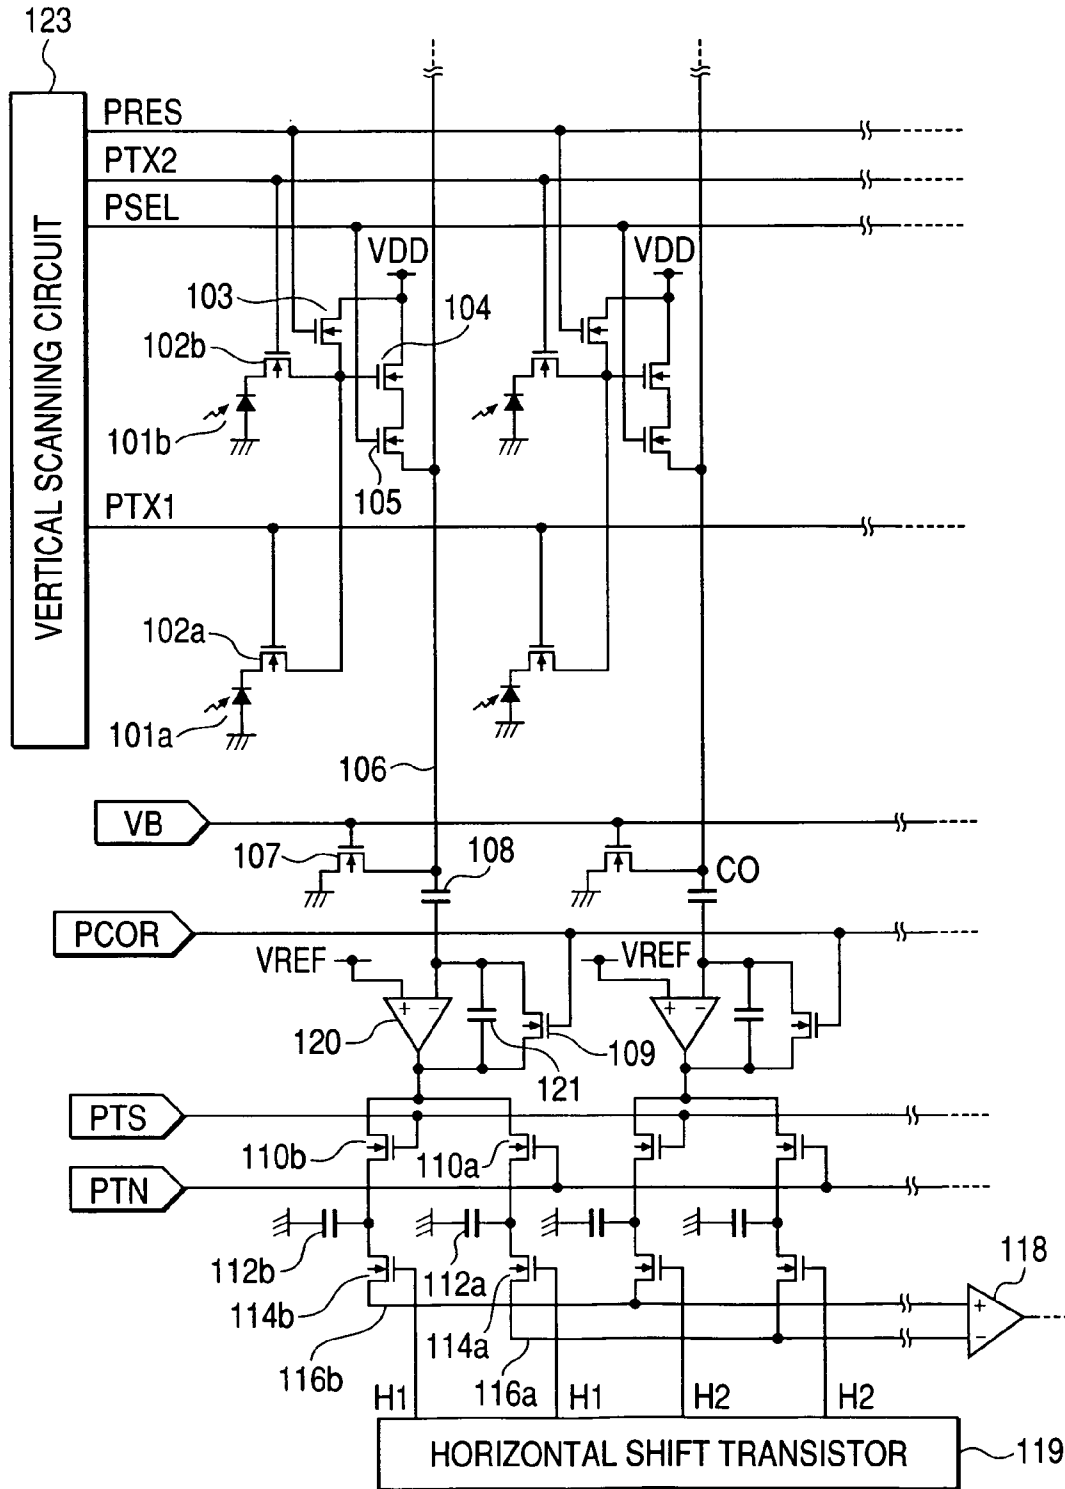 123
PRES
PTX2
PSEL
VDD
VDD
103
104
102b
101b
105
VERTICAL SCANNING CIRCUIT
PTX1
102a
101a
106
VB
107
108
CO
PCOR
VREF
VREF
+
−
+
−
120
109
121
PTS
110b
110a
PTN
112b
112a
118
114b
114a
+
−
116b
116a
H1
H1
H2
H2
HORIZONTAL SHIFT TRANSISTOR
119